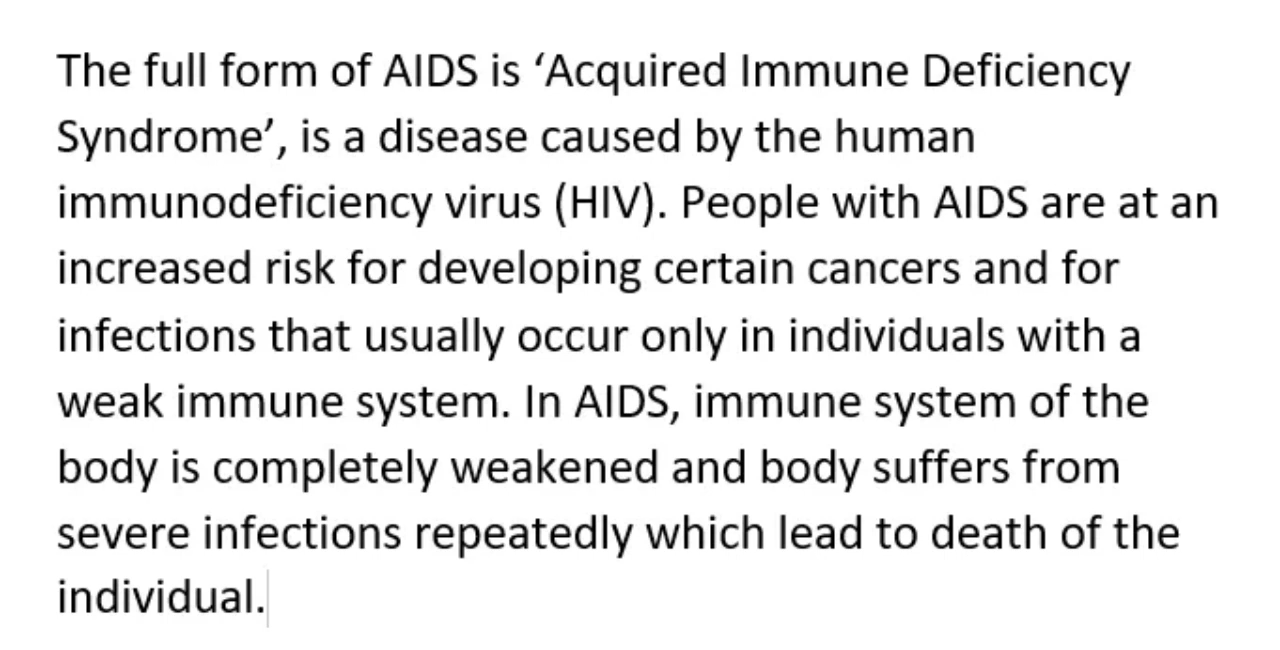 The full form of AIDS is ‘Acquired Immune Deficiency
Syndrome’, is a disease caused by the human
immunodeficiency virus (HIV). People with AIDS are at an
increased risk for developing certain cancers and for
infections that usually occur only in individuals with a
weak immune system. In AIDS, immune system of the
body is completely weakened and body suffers from
severe infections repeatedly which lead to death of the
individual.